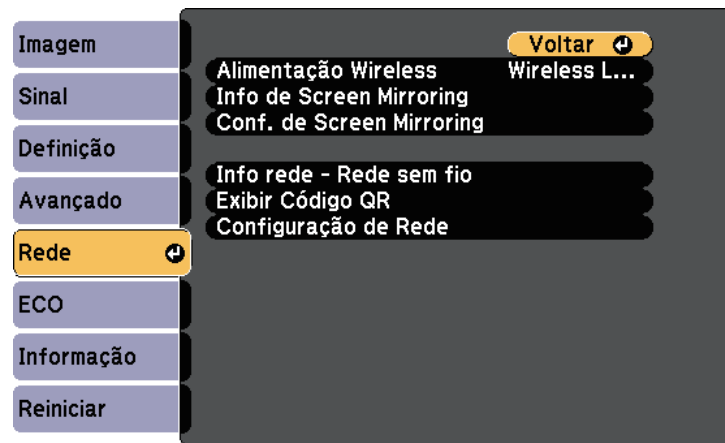 Imagem
Sinal
Definição
Avançado
Rede
ECO
Informação
Reiniciar
Voltar
Alimentação Wireless Wireless L...
Info de Screen Mirroring
Conf. de Screen Mirroring
Info rede - Rede sem fio
Exibir Código QR
Configuração de Rede